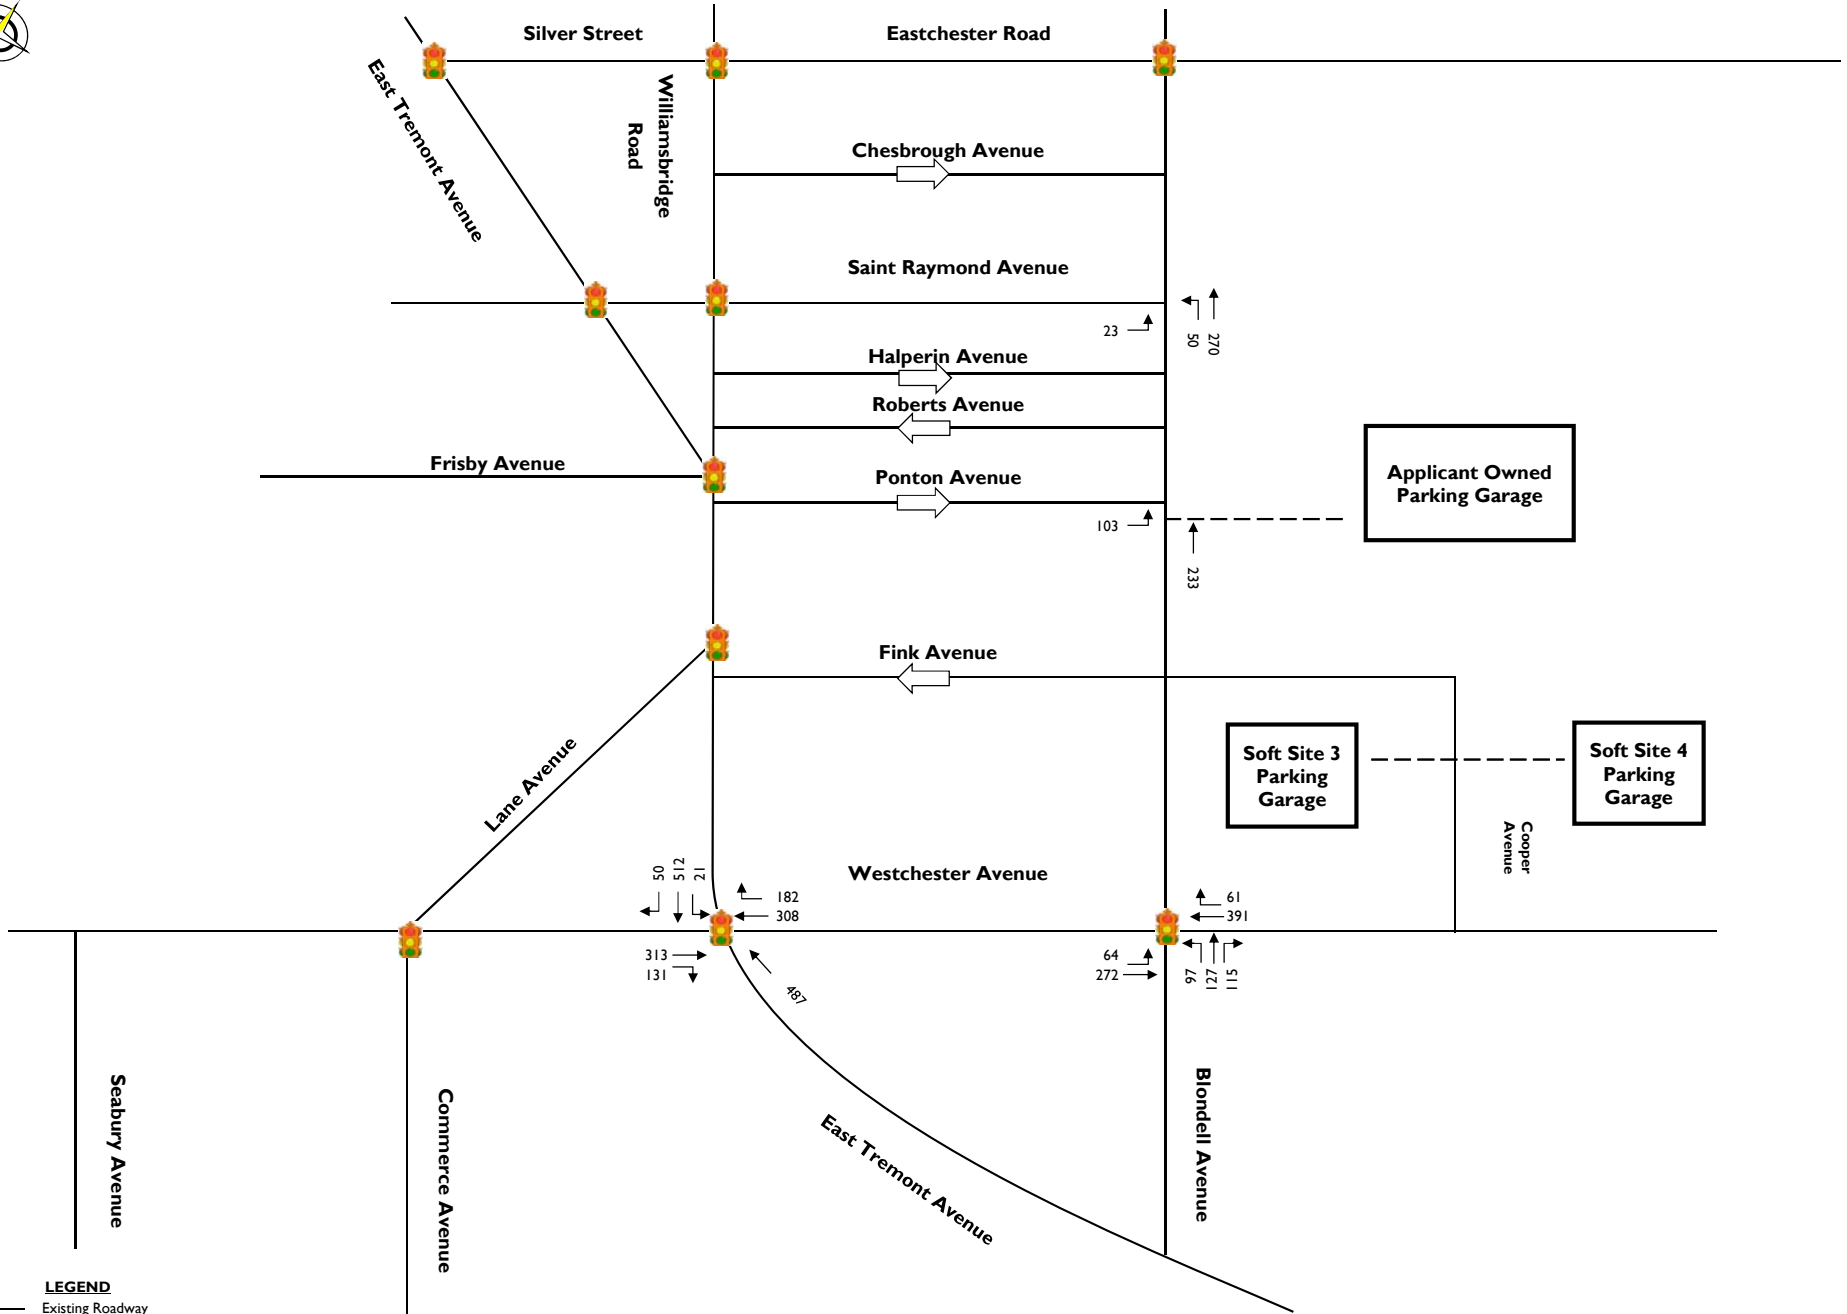 Silver Street
Eastchester Road
East Tremont Avenue
Williamsbridge
Road
Chesbrough Avenue
Saint Raymond Avenue
23
50
270
Halperin Avenue
Roberts Avenue
Frisby Avenue
Ponton Avenue
103
233
Applicant Owned
Parking Garage
Fink Avenue
Lane Avenue
Soft Site 3
Parking
Garage
Soft Site 4
Parking
Garage
Cooper
Avenue
Westchester Avenue
50
512
21
182
308
313
131
487
61
391
64
272
97
127
115
Seabury Avenue
Commerce Avenue
East Tremont Avenue
Blondell Avenue
LEGEND
Existing Roadway